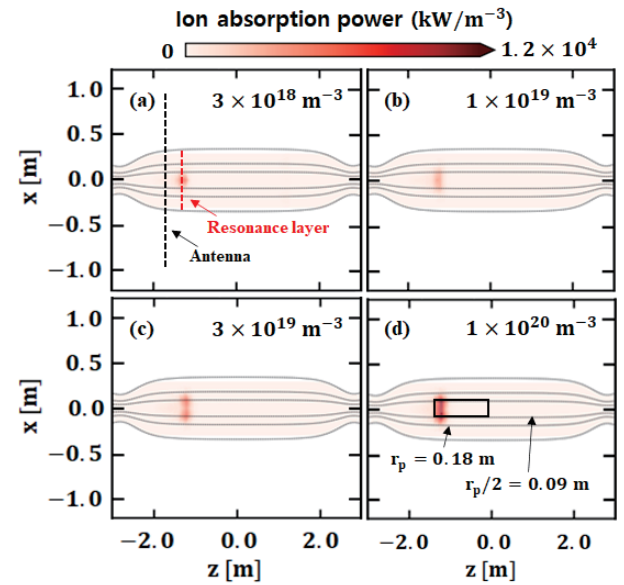 Ion absorption power (kW/m⁻³)
0 1.2 × 10⁴
(a) 3 × 10¹⁸ m⁻³
(b) 1 × 10¹⁹ m⁻³
1.0
0.5
0.0
−0.5
−1.0
x [m]
Resonance layer
Antenna
(c) 3 × 10¹⁹ m⁻³
(d) 1 × 10²⁰ m⁻³
1.0
0.5
0.0
−0.5
−1.0
x [m]
rₚ = 0.18 m
rₚ/2 = 0.09 m
−2.0 0.0 2.0
−2.0 0.0 2.0
z [m]
z [m]